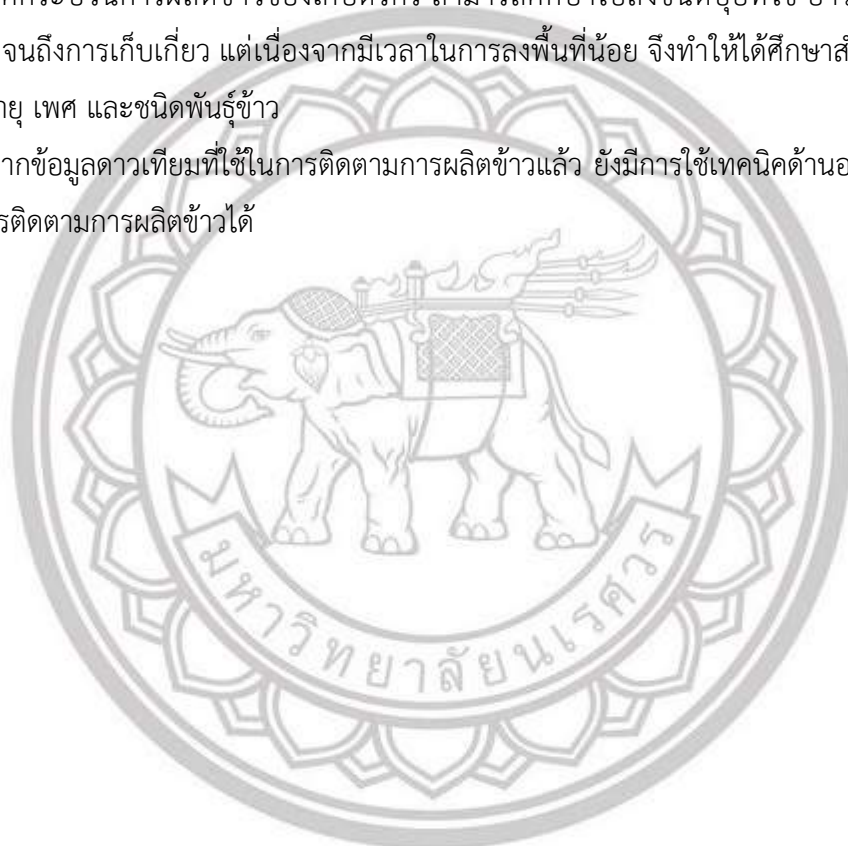 จนถึงการเก็บเกี่ยว แต่เนื่องจากมีเวลาในการลงพื้นที่น้อย จึงทำให้ได้ศึกษา
ายุ เพศ และชนิดพันธุ์ข้าว
ากข้อมูลดาวเทียมที่ใช้ในการติดตามการผลิตข้าวแล้ว ยังมีการใช้เทคนิคด้าน
รติดตามการผลิตข้าวได้
มหาวิทยาลัยนเรศวร